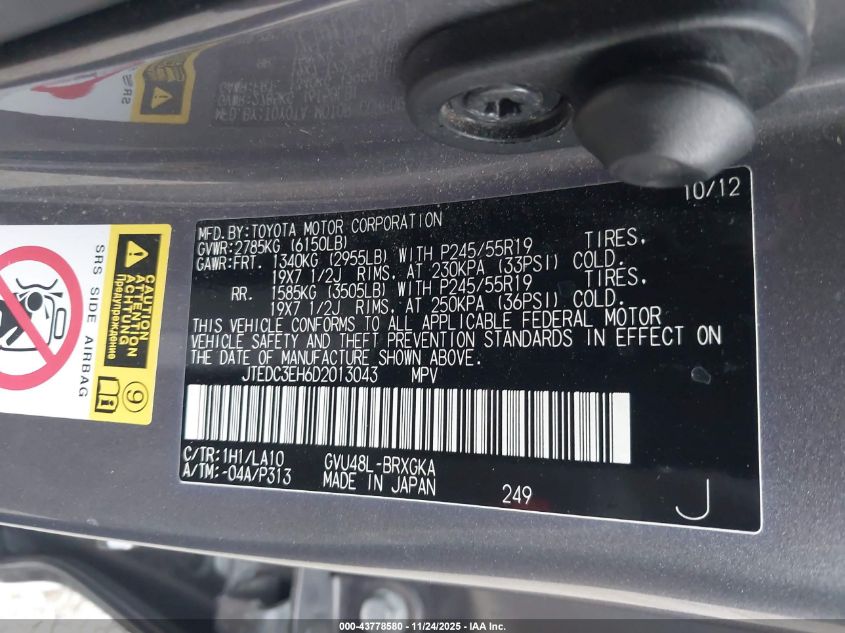 10/12
MFD. BY: TOYOTA MOTOR CORPORATION
GVWR: 2785KG (6150LB)
GAWR: FRT. 1340KG (2955LB) WITH P245/55R19 TIRES,
19X7 1/2J RIMS, AT 230KPA (33PSI) COLD.
RR. 1585KG (3505LB) WITH P245/55R19 TIRES,
19X7 1/2J RIMS, AT 250KPA (36PSI) COLD.
THIS VEHICLE CONFORMS TO ALL APPLICABLE FEDERAL MOTOR
VEHICLE SAFETY AND THEFT PREVENTION STANDARDS IN EFFECT ON
THE DATE OF MANUFACTURE SHOWN ABOVE.
JTEDC3EH6D2013043 MPV
C/TR: 1H1/LA10 GVU48L-BRXGKA
A/TM: -04A/P313 MADE IN JAPAN 249
J
SRS SIDE AIRBAG
CAUTION
ATTENTION
ACHTUNG
Предупреждение
9
000-43778580 — 11/24/2025 — IAA, Inc.